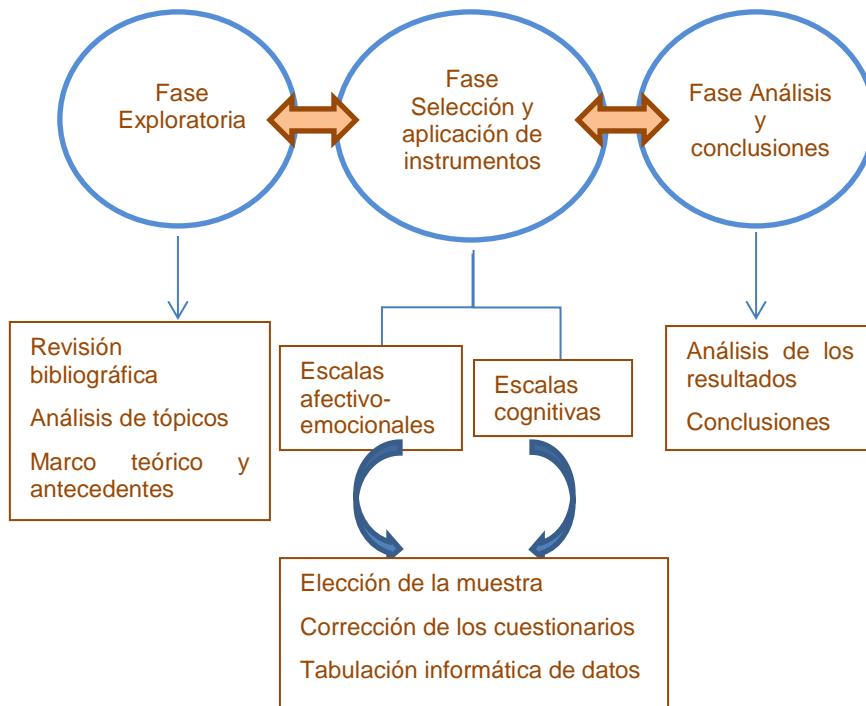 Fase
Exploratoria
Fase
Selección y
aplicación de
instrumentos
Fase Análisis
y
conclusiones
Revisión
bibliográfica
Análisis de tópicos
Marco teórico y
antecedentes
Escalas
afectivo-
emocionales
Escalas
cognitivas
Análisis de los
resultados
Conclusiones
Elección de la muestra
Corrección de los cuestionarios
Tabulación informática de datos